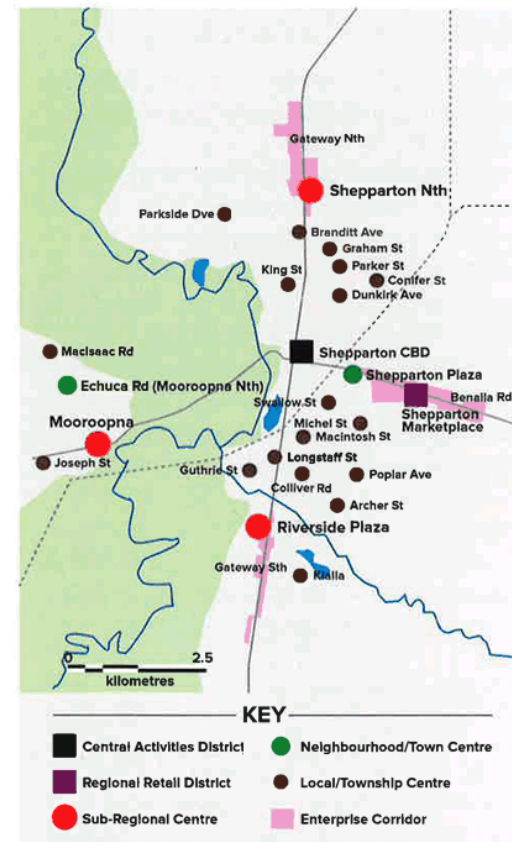 Gateway Nth
Shepparton Nth
Parkside Dve
Branditt Ave
Graham St
Parker St
King St
Conifer St
Dunkirk Ave
MacIsaac Rd
Shepparton CBD
Echuca Rd (Mooroopna Nth)
Shepparton Plaza
Benalla Rd
Swallow St
Shepparton
Marketplace
Mooroopna
Michel St
Macintosh St
Joseph St
Guthrie St
Longstaff St
Colliver Rd
Poplar Ave
Archer St
Riverside Plaza
Gateway Sth
Kialla
0 2.5
kilometres
KEY
Central Activities District
Neighbourhood/Town Centre
Regional Retail District
Local/Township Centre
Sub-Regional Centre
Enterprise Corridor